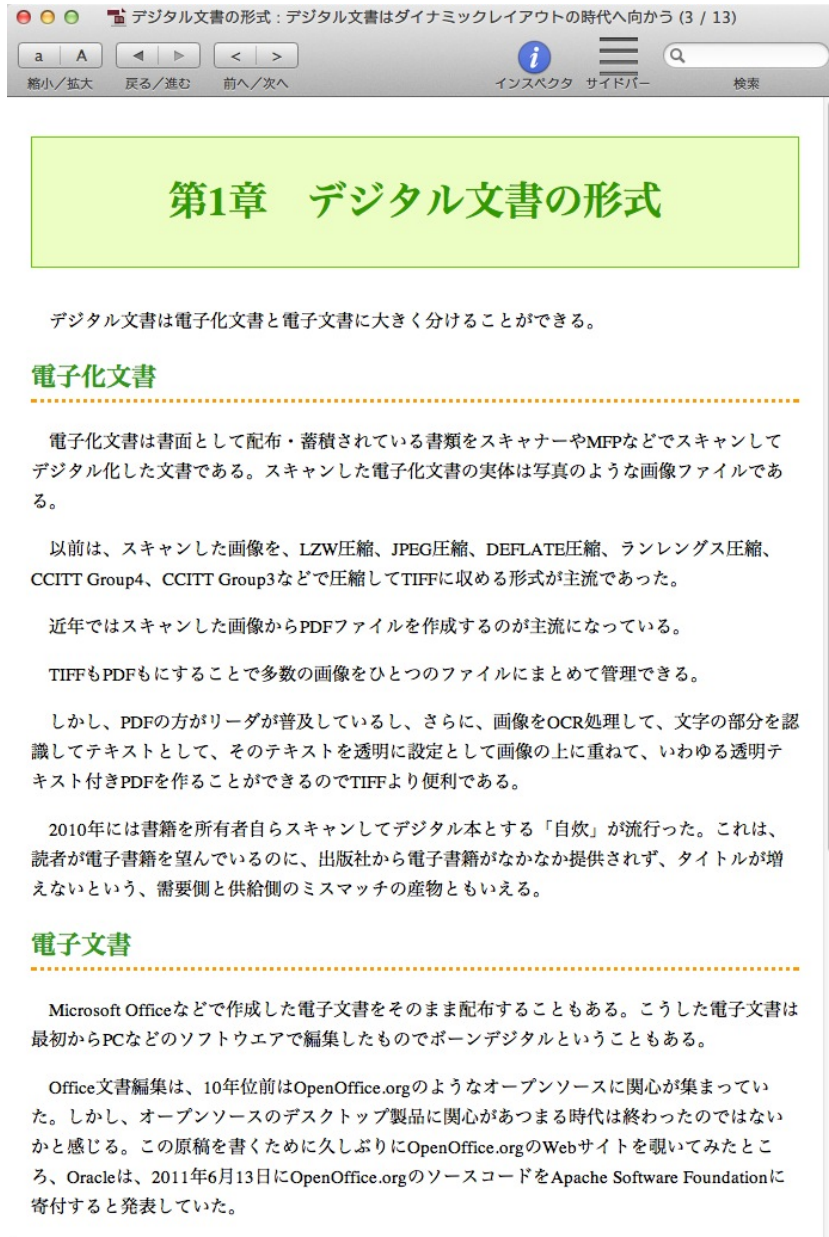 デジタル文書の形式：デジタル文書はダイナミックレイアウトの時代へ向かう (3 / 13)
a A
< >
縮小／拡大 戻る／進む 前へ／次へ インスペクタ サイドバー 検索
第1章　デジタル文書の形式
　デジタル文書は電子化文書と電子文書に大きく分けることができる。
電子化文書
　電子化文書は書面として配布・蓄積されている書類をスキャナーやMFPなどでスキャンして
デジタル化した文書である。スキャンした電子化文書の実体は写真のような画像ファイルであ
る。
　以前は、スキャンした画像を、LZW圧縮、JPEG圧縮、DEFLATE圧縮、ランレングス圧縮、
CCITT Group4、CCITT Group3などで圧縮してTIFFに収める形式が主流であった。
　近年ではスキャンした画像からPDFファイルを作成するのが主流になっている。
　TIFFもPDFもにすることで多数の画像をひとつのファイルにまとめて管理できる。
　しかし、PDFの方がリーダが普及しているし、さらに、画像をOCR処理して、文字の部分を認
識してテキストとして、そのテキストを透明に設定として画像の上に重ねて、いわゆる透明テ
キスト付きPDFを作ることができるのでTIFFより便利である。
　2010年には書籍を所有者自らスキャンしてデジタル本とする「自炊」が流行った。これは、
読者が電子書籍を望んでいるのに、出版社から電子書籍がなかなか提供されず、タイトルが増
えないという、需要側と供給側のミスマッチの産物ともいえる。
電子文書
　Microsoft Officeなどで作成した電子文書をそのまま配布することもある。こうした電子文書は
最初からPCなどのソフトウエアで編集したものでボーンデジタルということもある。
　Office文書編集は、10年位前はOpenOffice.orgのようなオープンソースに関心が集まってい
た。しかし、オープンソースのデスクトップ製品に関心があつまる時代は終わったのではない
かと感じる。この原稿を書くために久しぶりにOpenOffice.orgのWebサイトを覗いてみたとこ
ろ、Oracleは、2011年6月13日にOpenOffice.orgのソースコードをApache Software Foundationに
寄付すると発表していた。